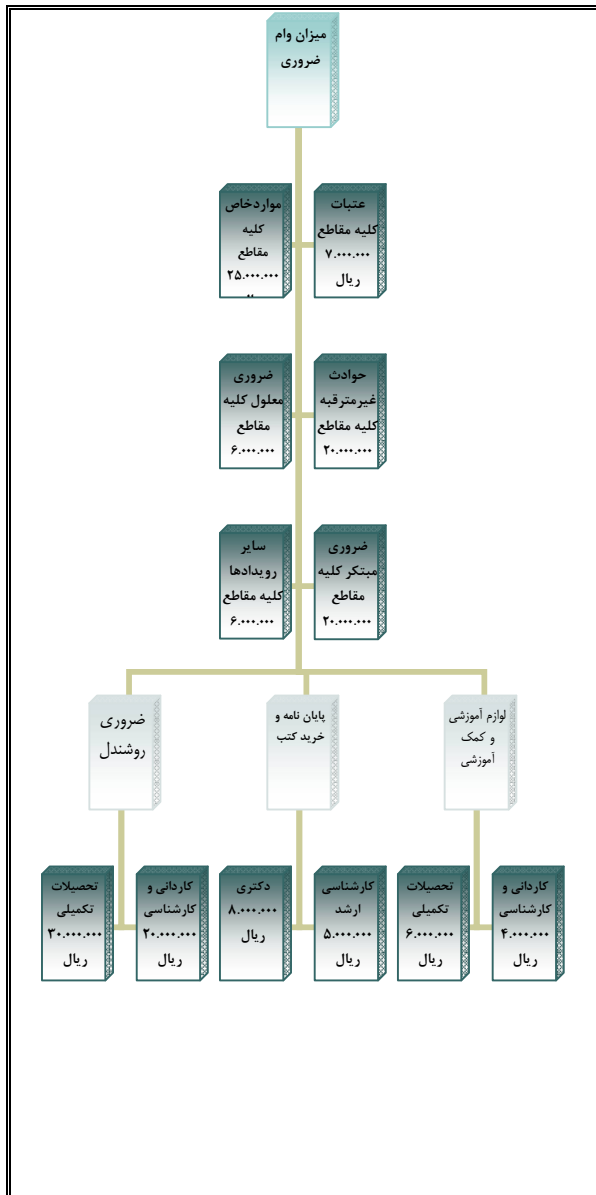 میزان وام
ضروری
عتبات
کلیه مقاطع
۷.۰۰۰.۰۰۰
ریال
مواردخاص
کلیه
مقاطع
۲۵.۰۰۰.۰۰۰
حوادث
غیرمترقبه
کلیه مقاطع
۲۰.۰۰۰.۰۰۰
ضروری
معلول کلیه
مقاطع
۶.۰۰۰.۰۰۰
ضروری
مبتکر کلیه
مقاطع
۲۰.۰۰۰.۰۰۰
سایر
رویدادها
کلیه مقاطع
۶.۰۰۰.۰۰۰
لوازم آموزشی
و کمک
آموزشی
پایان نامه و
خرید کتب
ضروری
روشندل
کاردانی و
کارشناسی
۴.۰۰۰.۰۰۰
ریال
تحصیلات
تکمیلی
۶.۰۰۰.۰۰۰
ریال
کارشناسی
ارشد
۵.۰۰۰.۰۰۰
ریال
دکتری
۸.۰۰۰.۰۰۰
ریال
کاردانی و
کارشناسی
۲۰.۰۰۰.۰۰۰
ریال
تحصیلات
تکمیلی
۳۰.۰۰۰.۰۰۰
ریال